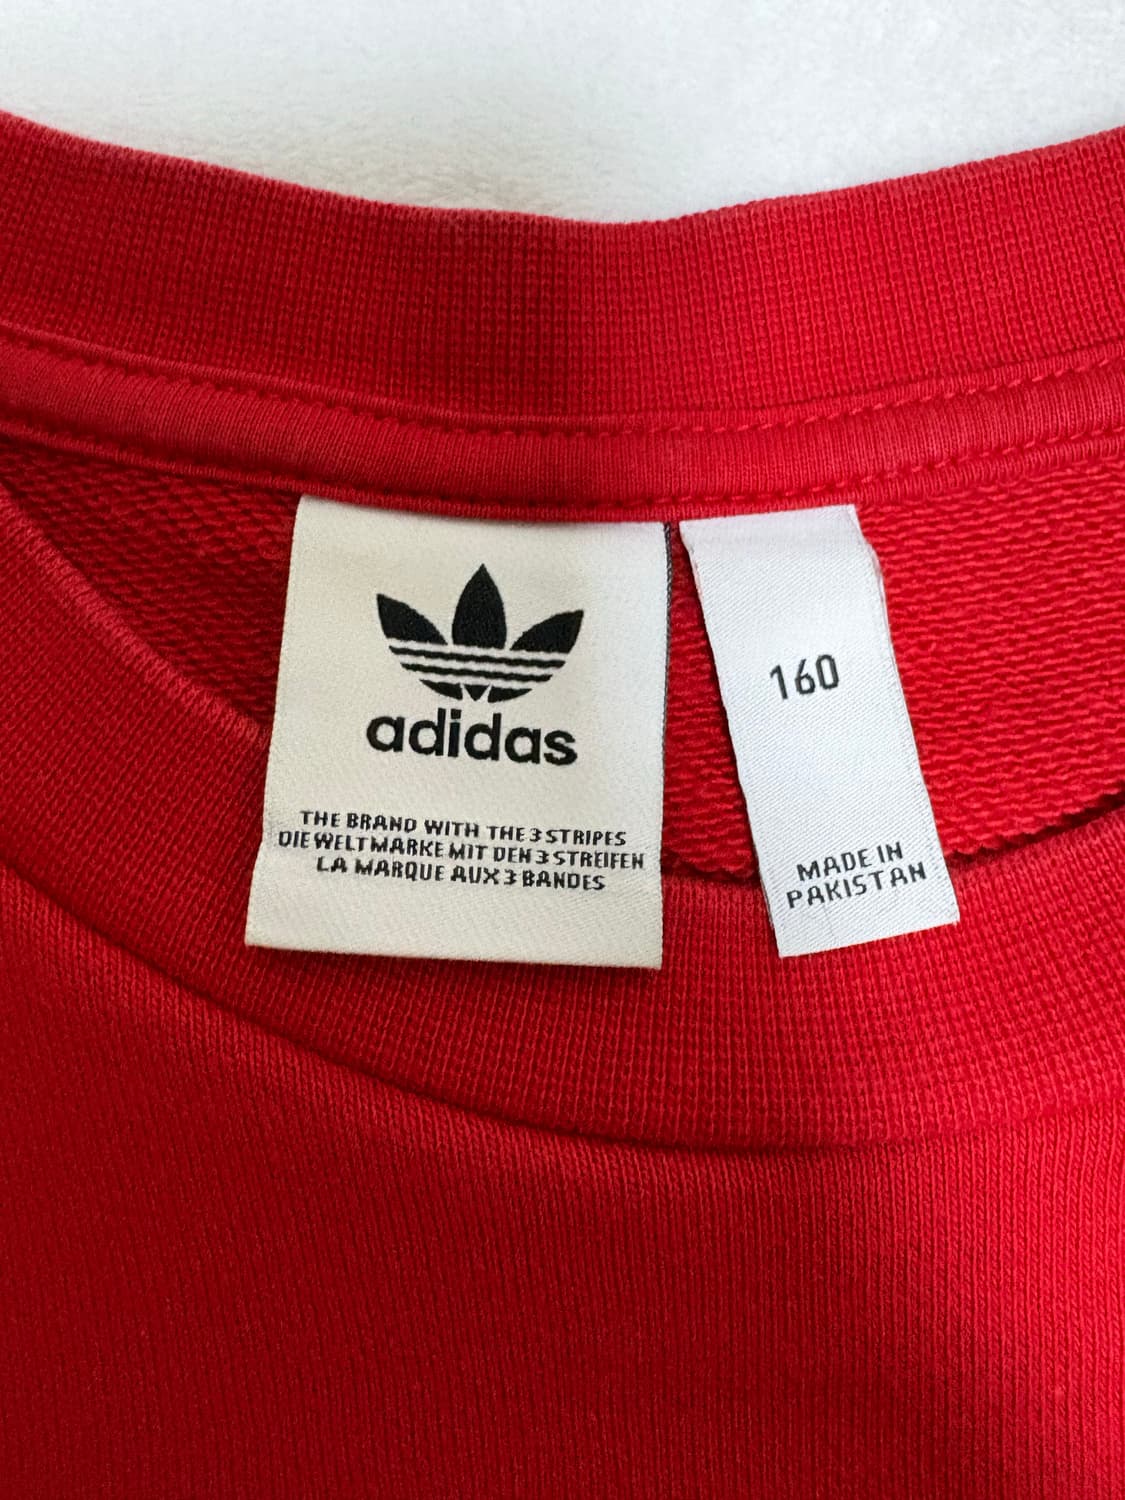 adidas
THE BRAND WITH THE 3 STRIPES
DIE WELTMARKE MIT DEN 3 STREIFEN
LA MARQUE AUX 3 BANDES
160
MADE IN
PAKISTAN